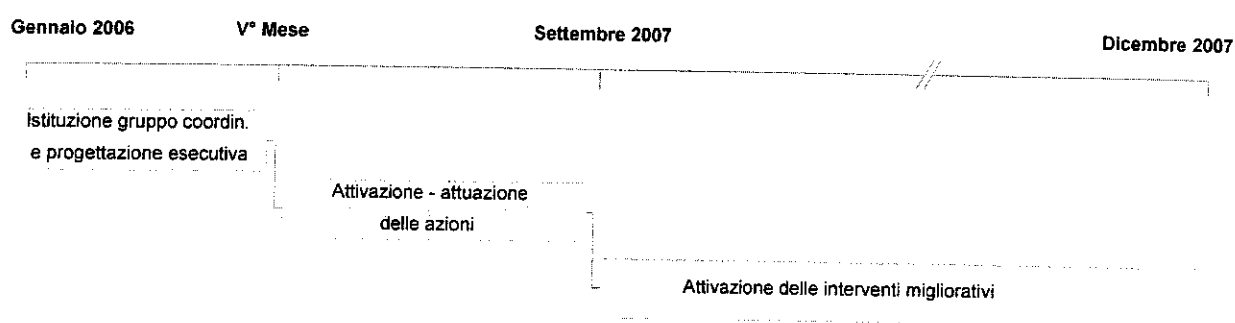 Gennaio 2006 V° Mese Settembre 2007 Dicembre 2007
Istituzione gruppo coordin.
e progettazione esecutiva
Attivazione - attuazione
delle azioni
Attivazione delle interventi migliorativi